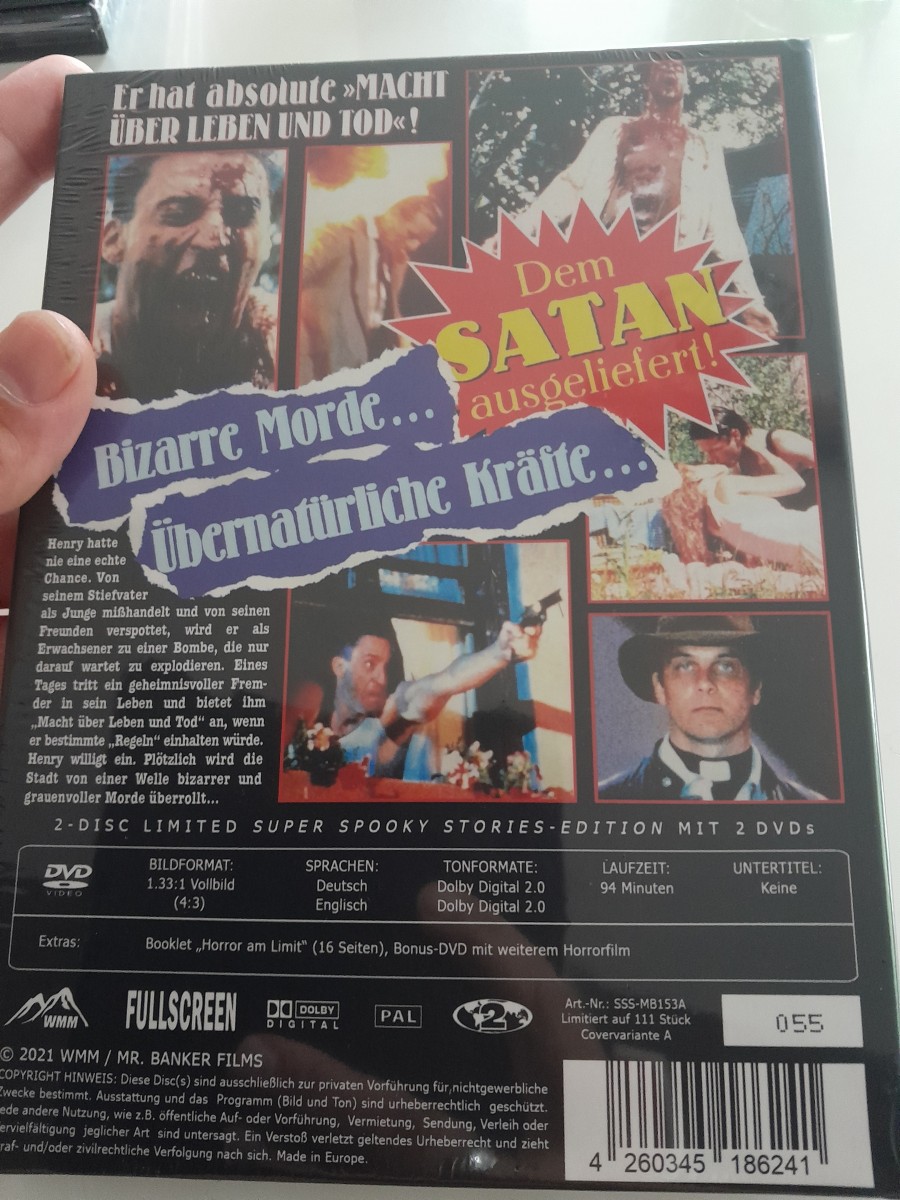 Er hat absolute »MACHT
ÜBER LEBEN UND TOD«!
Dem
SATAN
ausgeliefert!
Bizarre Morde...
Übernatürliche Kräfte...
Henry hatte
nie eine echte
Chance. Von
seinem Stiefvater
als Junge mißhandelt und von seinen
Freunden verspottet, wird er als
Erwachsener zu einer Bombe, die nur
darauf wartet zu explodieren. Eines
Tages tritt ein geheimnisvoller Frem-
der in sein Leben und bietet ihm
„Macht über Leben und Tod“ an, wenn
er bestimmte „Regeln“ einhalten würde.
Henry willigt ein. Plötzlich wird die
Stadt von einer Welle bizarrer und
grauenvoller Morde überrollt...
2-DISC LIMITED SUPER SPOOKY STORIES-EDITION MIT 2 DVDs
DVD
VIDEO
BILDFORMAT:
1.33:1 Vollbild
(4:3)
SPRACHEN:
Deutsch
Englisch
TONFORMATE:
Dolby Digital 2.0
Dolby Digital 2.0
LAUFZEIT:
94 Minuten
UNTERTITEL:
Keine
Extras: Booklet „Horror am Limit“ (16 Seiten), Bonus-DVD mit weiterem Horrorfilm
WMM
FULLSCREEN
DOLBY
DIGITAL
PAL
2
Art.-Nr.: SSS-MB153A
Limitiert auf 111 Stück
Covervariante A
055
© 2021 WMM / MR. BANKER FILMS
COPYRIGHT HINWEIS: Diese Disc(s) sind ausschließlich zur privaten Vorführung für nichtgewerbliche
Zwecke bestimmt. Ausstattung und das Programm (Bild und Ton) sind urheberrechtlich geschützt.
ede andere Nutzung, wie z.B. öffentliche Auf- oder Vorführung, Vermietung, Sendung, Verleih oder
ervielfältigung jeglicher Art sind untersagt. Ein Verstoß verletzt geltendes Urheberrecht und zieht
raf- und/oder zivilrechtliche Verfolgung nach sich. Made in Europe.
4 260345 186241